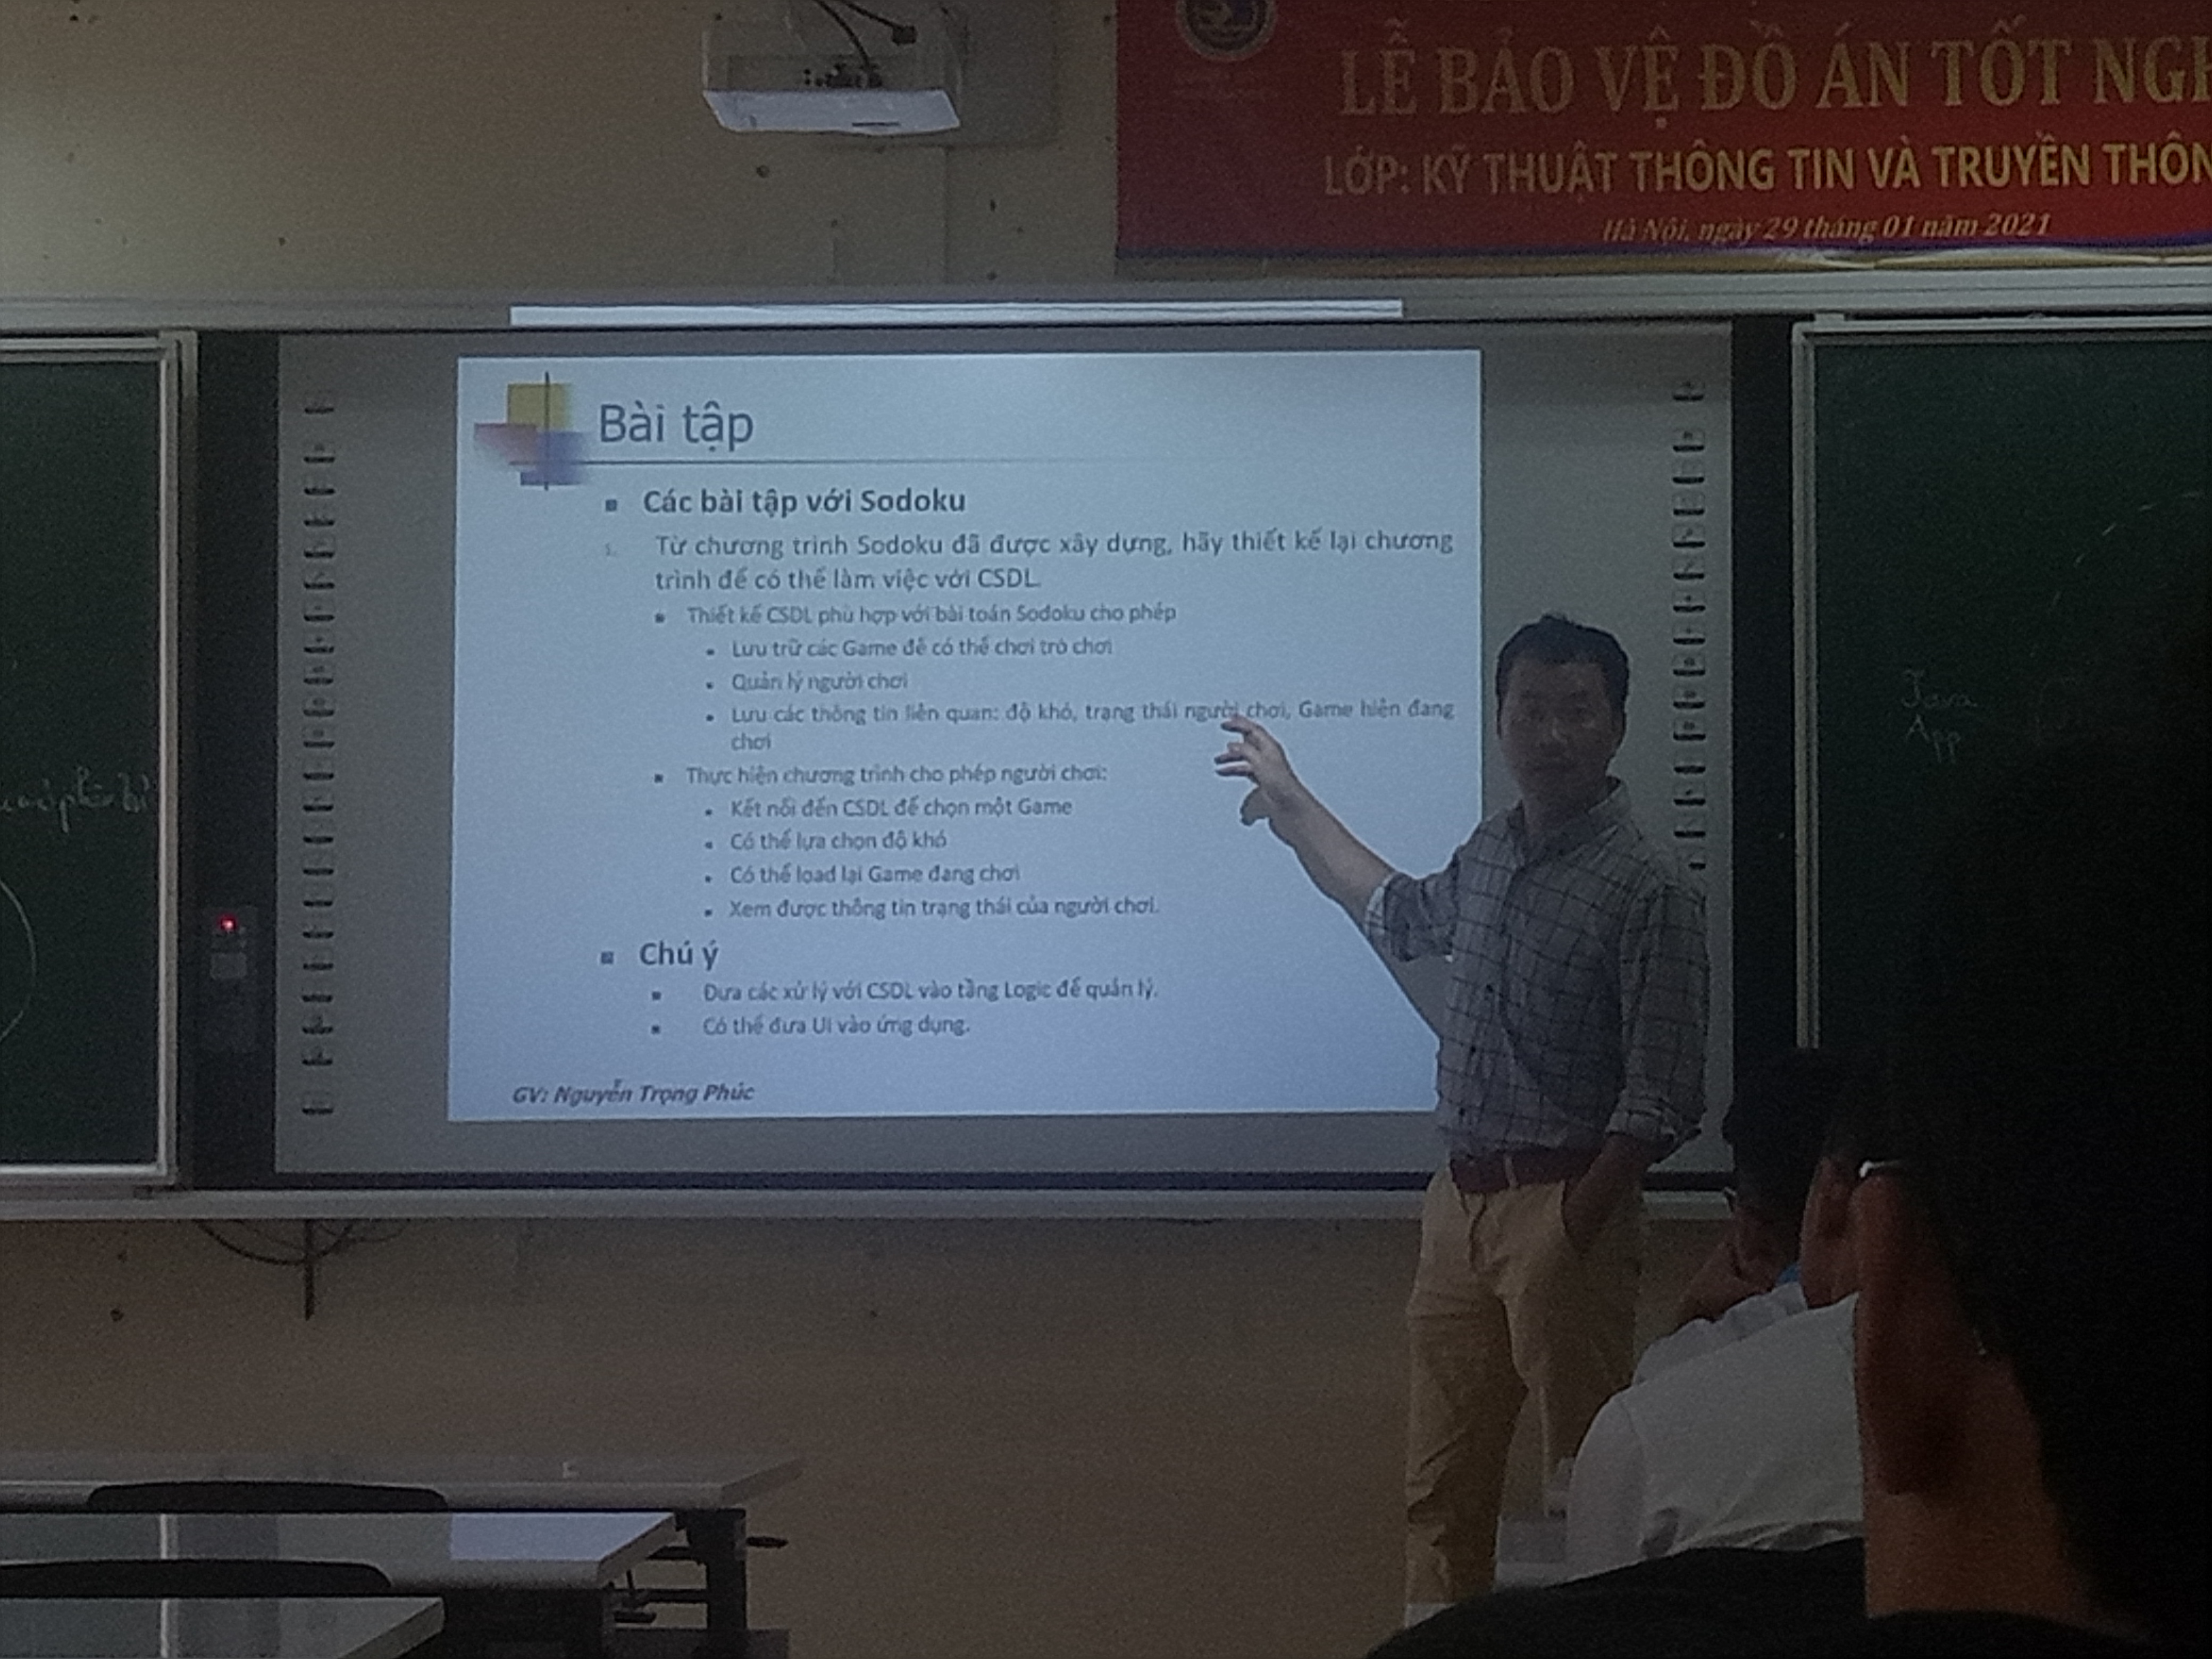 LỄ BẢO VỆ ĐỒ ÁN TỐT
LỚP: KỸ THUẬT THÔNG TIN VÀ TRUYỀN
Hà Nội, ngày 29 tháng 01 năm 2021
Bài tập
Các bài tập với Sodoku
1. Từ chương trình Sodoku đã được xây dựng, hãy thiết kế lại chương
trình để có thể làm việc với CSDL.
Thiết kế CSDL phù hợp với bài toán Sodoku cho phép
Lưu trữ các Game để có thể chơi trò chơi
Quản lý người chơi
Lưu các thông tin liên quan: độ khó, trạng thái người chơi, Game hiện đang
chơi
Thực hiện chương trình cho phép người chơi:
Kết nối đến CSDL để chọn một Game
Có thể lựa chọn độ khó
Có thể load lại Game đang chơi
Xem được thông tin trạng thái của người chơi.
Chú ý
Đưa các xử lý với CSDL vào tầng Logic để quản lý.
Có thể đưa UI vào ứng dụng.
GV: Nguyễn Trọng Phúc
Java
App